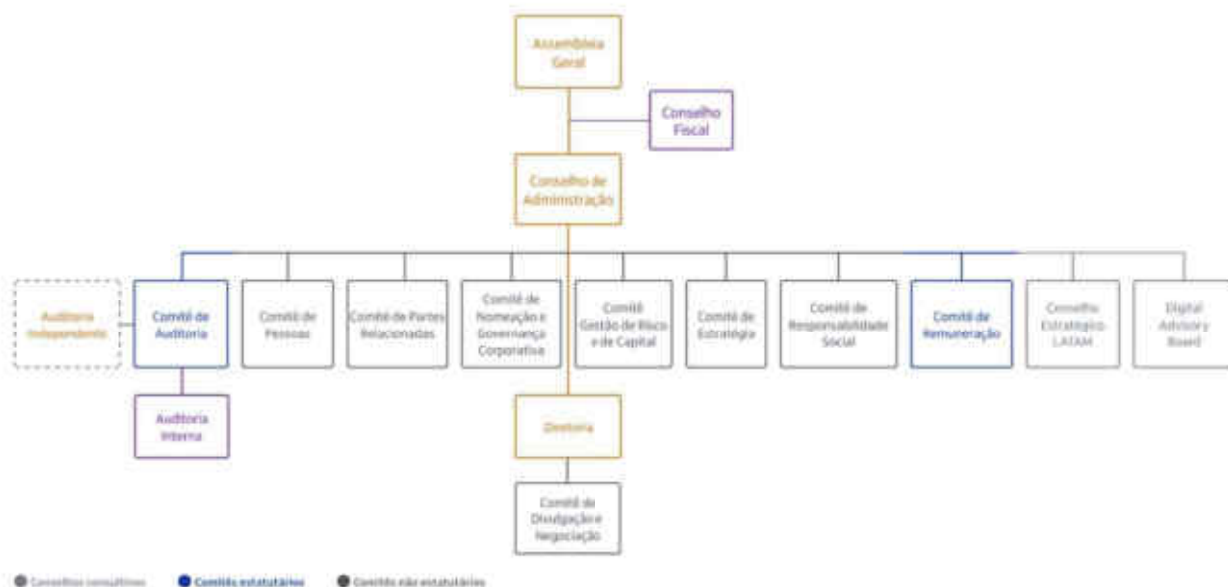 Assembleia
Geral
Conselho
Fiscal
Conselho de
Administração
Auditoria
Independente
Comitê de
Auditoria
Comitê de
Pessoas
Comitê de Partes
Relacionadas
Comitê de
Nomeação e
Governança
Corporativa
Comitê
Gestão de Risco
e de Capital
Comitê de
Estratégia
Comitê de
Responsabilidade
Social
Comitê de
Remuneração
Conselho
Estratégico
LATAM
Digital
Advisory
Board
Auditoria
Interna
Diretoria
Comitê de
Divulgação e
Negociação
Conselhos consultivos
Comitês estatutários
Comitês não estatutários